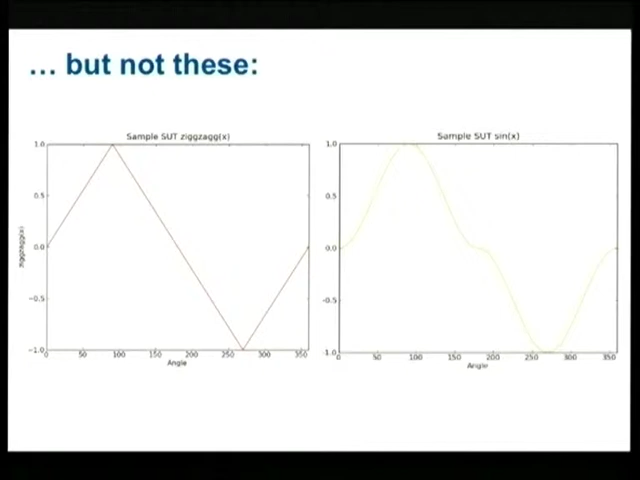 … but not these:
Sample SUT ziggzagg(x)
1.0
0.5
0.0
−0.5
−1.0
ziggzagg(x)
0 50 100 150 200 250 300 350
Angle
Sample SUT sin(x)
1.0
0.5
0.0
-0.5
1.0
0 50 100 150 200 250 300 350
Angle